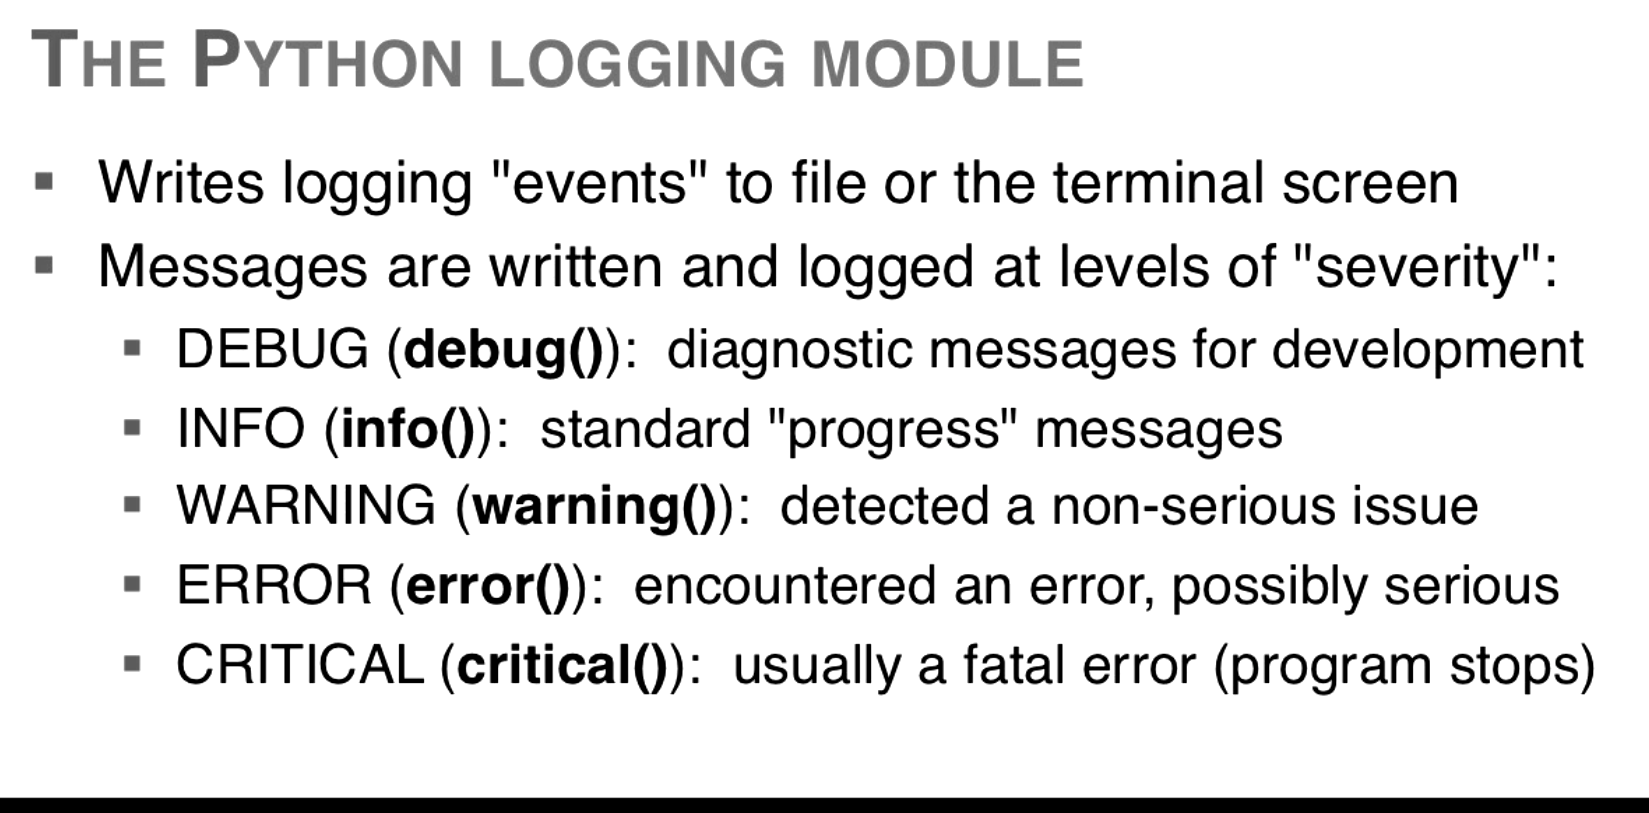 THE PYTHON LOGGING MODULE
▪ Writes logging "events" to file or the terminal screen
▪ Messages are written and logged at levels of "severity":
▪ DEBUG (debug()): diagnostic messages for development
▪ INFO (info()): standard "progress" messages
▪ WARNING (warning()): detected a non-serious issue
▪ ERROR (error()): encountered an error, possibly serious
▪ CRITICAL (critical()): usually a fatal error (program stops)